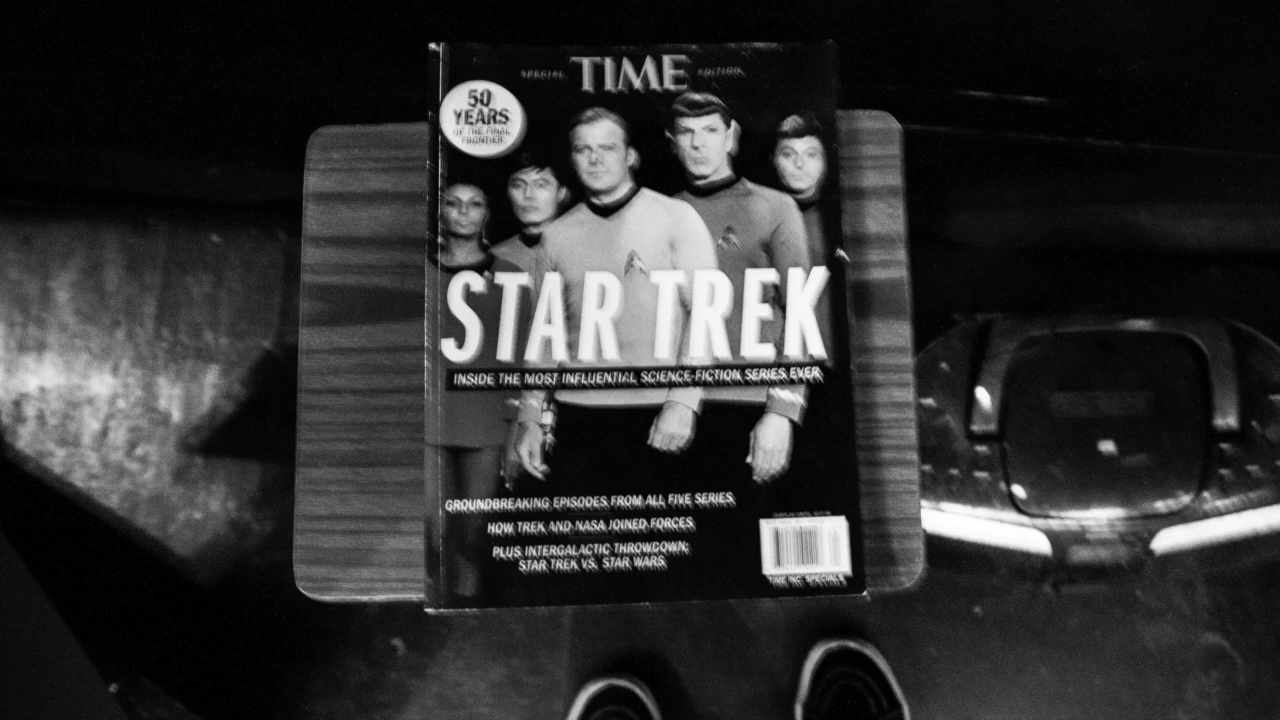 SPECIAL TIME EDITION
50
YEARS
OF THE FINAL
FRONTIER
STAR TREK
INSIDE THE MOST INFLUENTIAL SCIENCE-FICTION SERIES EVER
GROUNDBREAKING EPISODES FROM ALL FIVE SERIES
HOW TREK AND NASA JOINED FORCES
PLUS INTERGALACTIC THROWDOWN:
STAR TREK VS. STAR WARS
TIME INC. SPECIALS